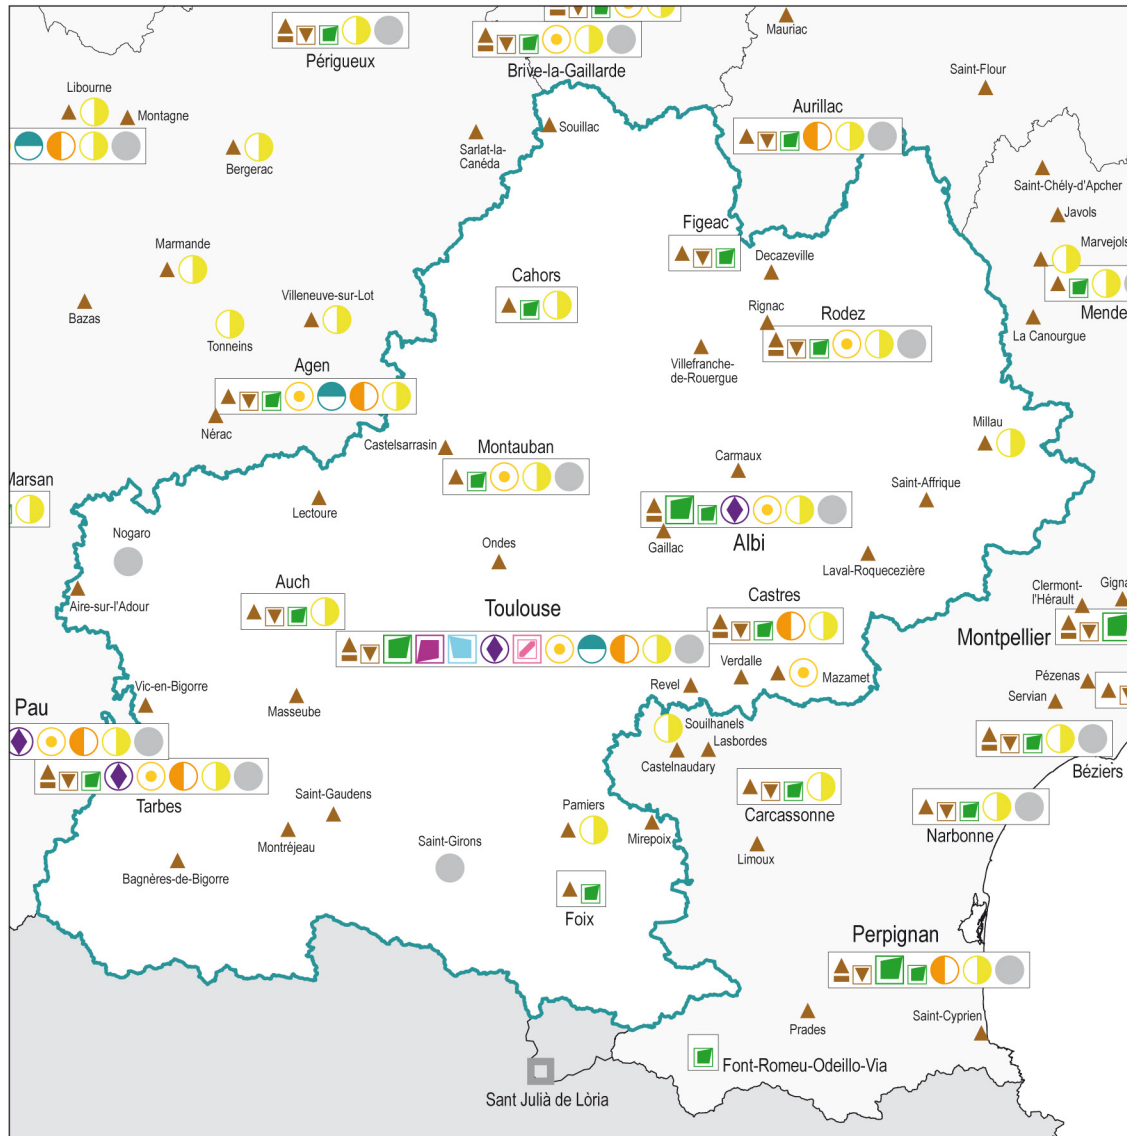 Mauriac
Périgueux
Brive-la-Gaillarde
Saint-Flour
Libourne
Montagne
Aurillac
Souillac
Sarlat-la-
Canéda
Bergerac
Saint-Chély-d'Apcher
Javols
Figeac
Marmande
Decazeville
Marvejols
Cahors
Villeneuve-sur-Lot
Bazas
Rignac
Rodez
Mende
Tonneins
La Canourgue
Villefranche-
de-Rouergue
Agen
Nérac
Millau
Castelsarrasin
Montauban
Carmaux
Marsan
Saint-Affrique
Lectoure
Nogaro
Gaillac
Albi
Ondes
Laval-Roquecezière
Auch
Clermont-
l'Hérault
Gigna
Aire-sur-l'Adour
Toulouse
Castres
Montpellier
Verdalle
Mazamet
Revel
Pézenas
Vic-en-Bigorre
Masseube
Servian
Pau
Souilhanels
Lasbordes
Castelnaudary
Béziers
Tarbes
Saint-Gaudens
Pamiers
Carcassonne
Narbonne
Montréjeau
Saint-Girons
Mirepoix
Limoux
Bagnères-de-Bigorre
Foix
Perpignan
Prades
Saint-Cyprien
Font-Romeu-Odeillo-Via
Sant Julià de Lòria